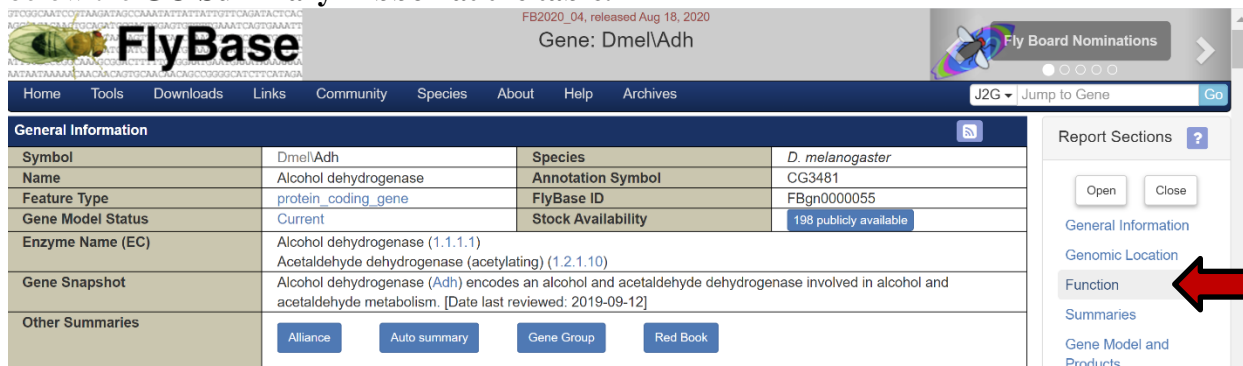 FlyBase
FB2020_04, released Aug 18, 2020
Gene: Dmel\Adh
Fly Board Nominations
Home Tools Downloads Links Community Species About Help Archives
J2G Jump to Gene Go
General Information
Symbol Dmel\Adh Species D. melanogaster
Name Alcohol dehydrogenase Annotation Symbol CG3481
Feature Type protein_coding_gene FlyBase ID FBgn0000055
Gene Model Status Current Stock Availability 198 publicly available
Enzyme Name (EC) Alcohol dehydrogenase (1.1.1.1)
Acetaldehyde dehydrogenase (acetylating) (1.2.1.10)
Gene Snapshot Alcohol dehydrogenase (Adh) encodes an alcohol and acetaldehyde dehydrogenase involved in alcohol and
acetaldehyde metabolism. [Date last reviewed: 2019-09-12]
Other Summaries
Alliance Auto summary Gene Group Red Book
Report Sections ?
Open Close
General Information
Genomic Location
Function
Summaries
Gene Model and
Products